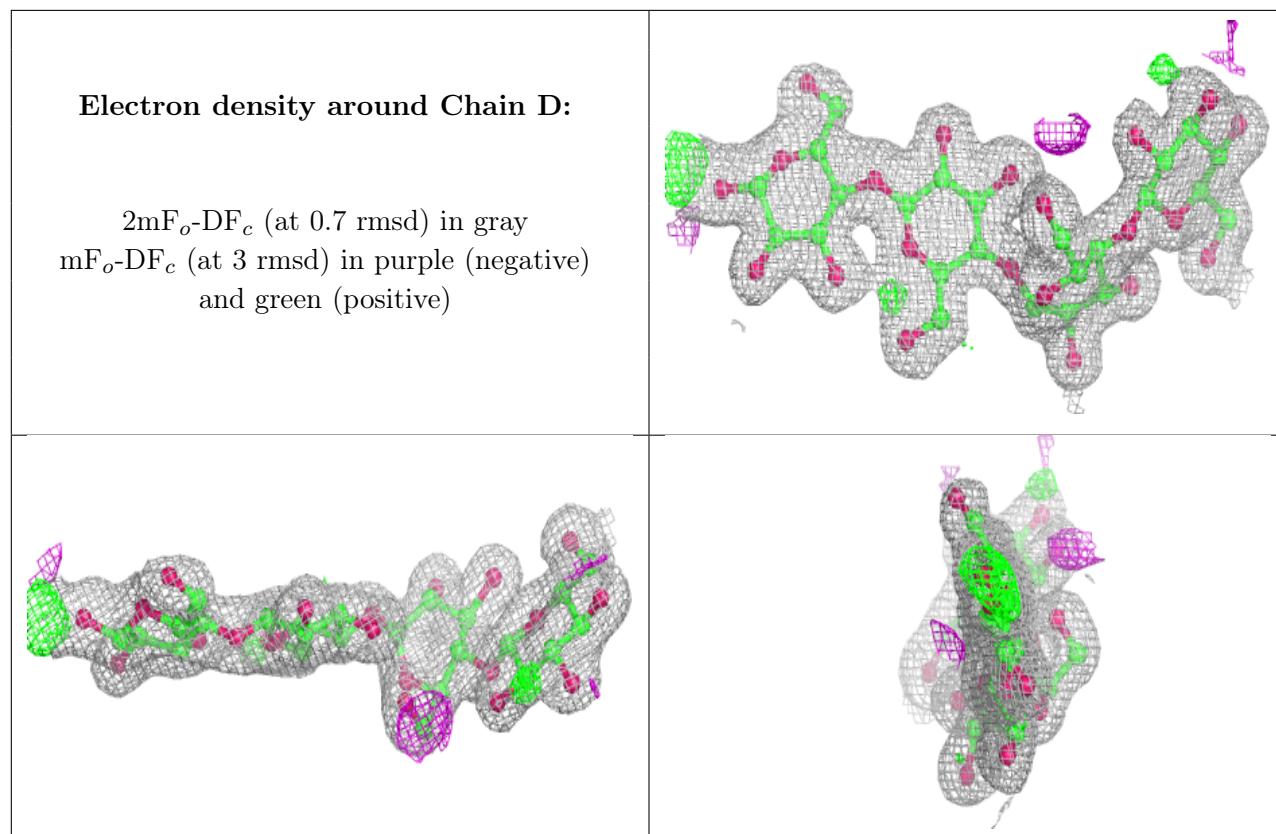 Electron density around Chain D:
2mFₒ-DF𝒸 (at 0.7 rmsd) in gray
mFₒ-DF𝒸 (at 3 rmsd) in purple (negative)
and green (positive)